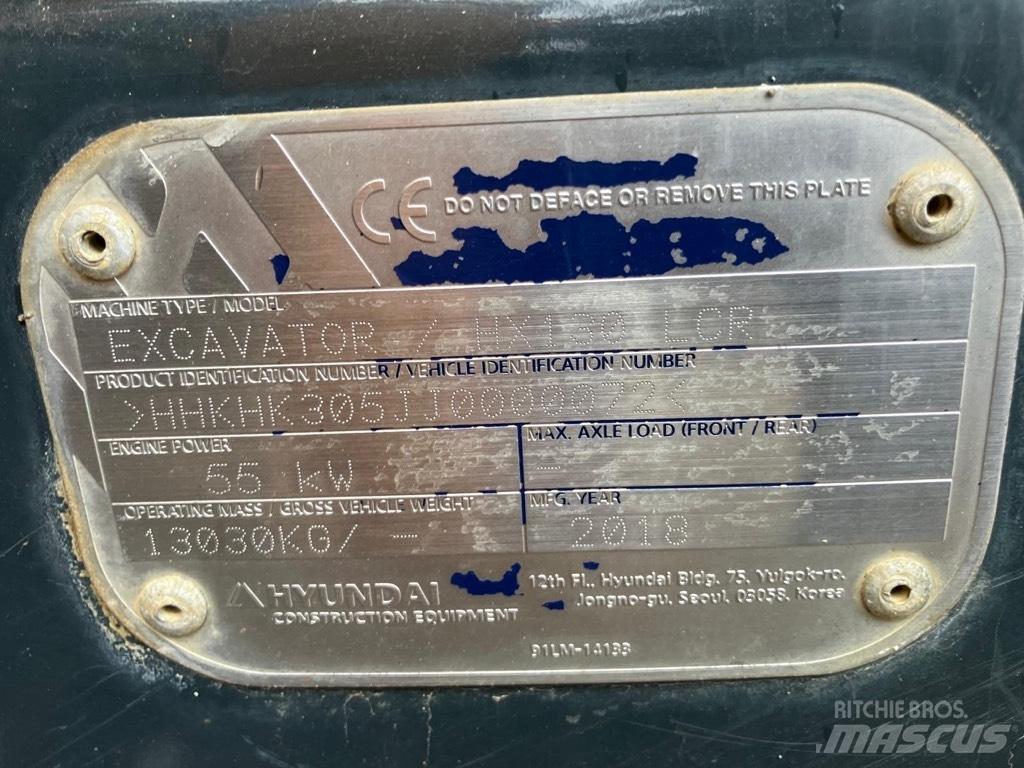 CE DO NOT DEFACE OR REMOVE THIS PLATE
MACHINE TYPE / MODEL
EXCAVATOR / HX130 LCR
PRODUCT IDENTIFICATION NUMBER / VEHICLE IDENTIFICATION NUMBER
>HHKHK305JJ0000072<
ENGINE POWER
MAX. AXLE LOAD (FRONT / REAR)
55 kW
-
OPERATING MASS / GROSS VEHICLE WEIGHT
MFG. YEAR
13030KG/ -
2018
HYUNDAI
CONSTRUCTION EQUIPMENT
12th Fl., Hyundai Bldg. 75, Yulgok-ro,
Jongno-gu, Seoul, 03058, Korea
91LM-14133
RITCHIE BROS.
MASCUS